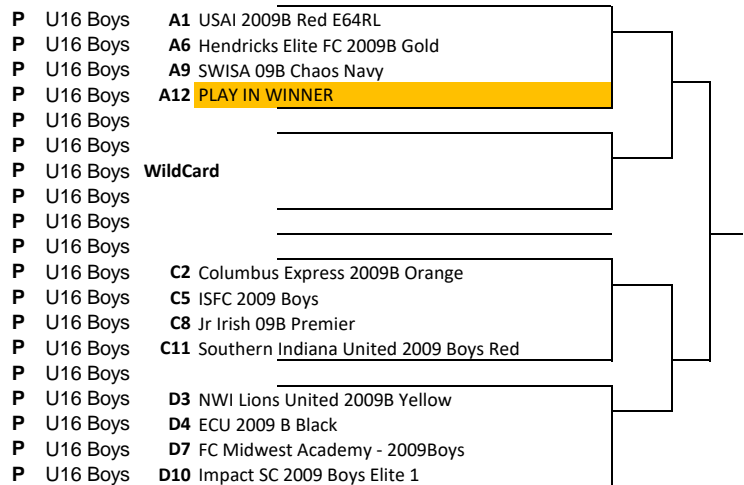 P U16 Boys A1 USAI 2009B Red E64RL
P U16 Boys A6 Hendricks Elite FC 2009B Gold
P U16 Boys A9 SWISA 09B Chaos Navy
P U16 Boys A12 PLAY IN WINNER
P U16 Boys
P U16 Boys
P U16 Boys WildCard
P U16 Boys
P U16 Boys
P U16 Boys
P U16 Boys C2 Columbus Express 2009B Orange
P U16 Boys C5 ISFC 2009 Boys
P U16 Boys C8 Jr Irish 09B Premier
P U16 Boys C11 Southern Indiana United 2009 Boys Red
P U16 Boys
P U16 Boys D3 NWI Lions United 2009B Yellow
P U16 Boys D4 ECU 2009 B Black
P U16 Boys D7 FC Midwest Academy - 2009Boys
P U16 Boys D10 Impact SC 2009 Boys Elite 1